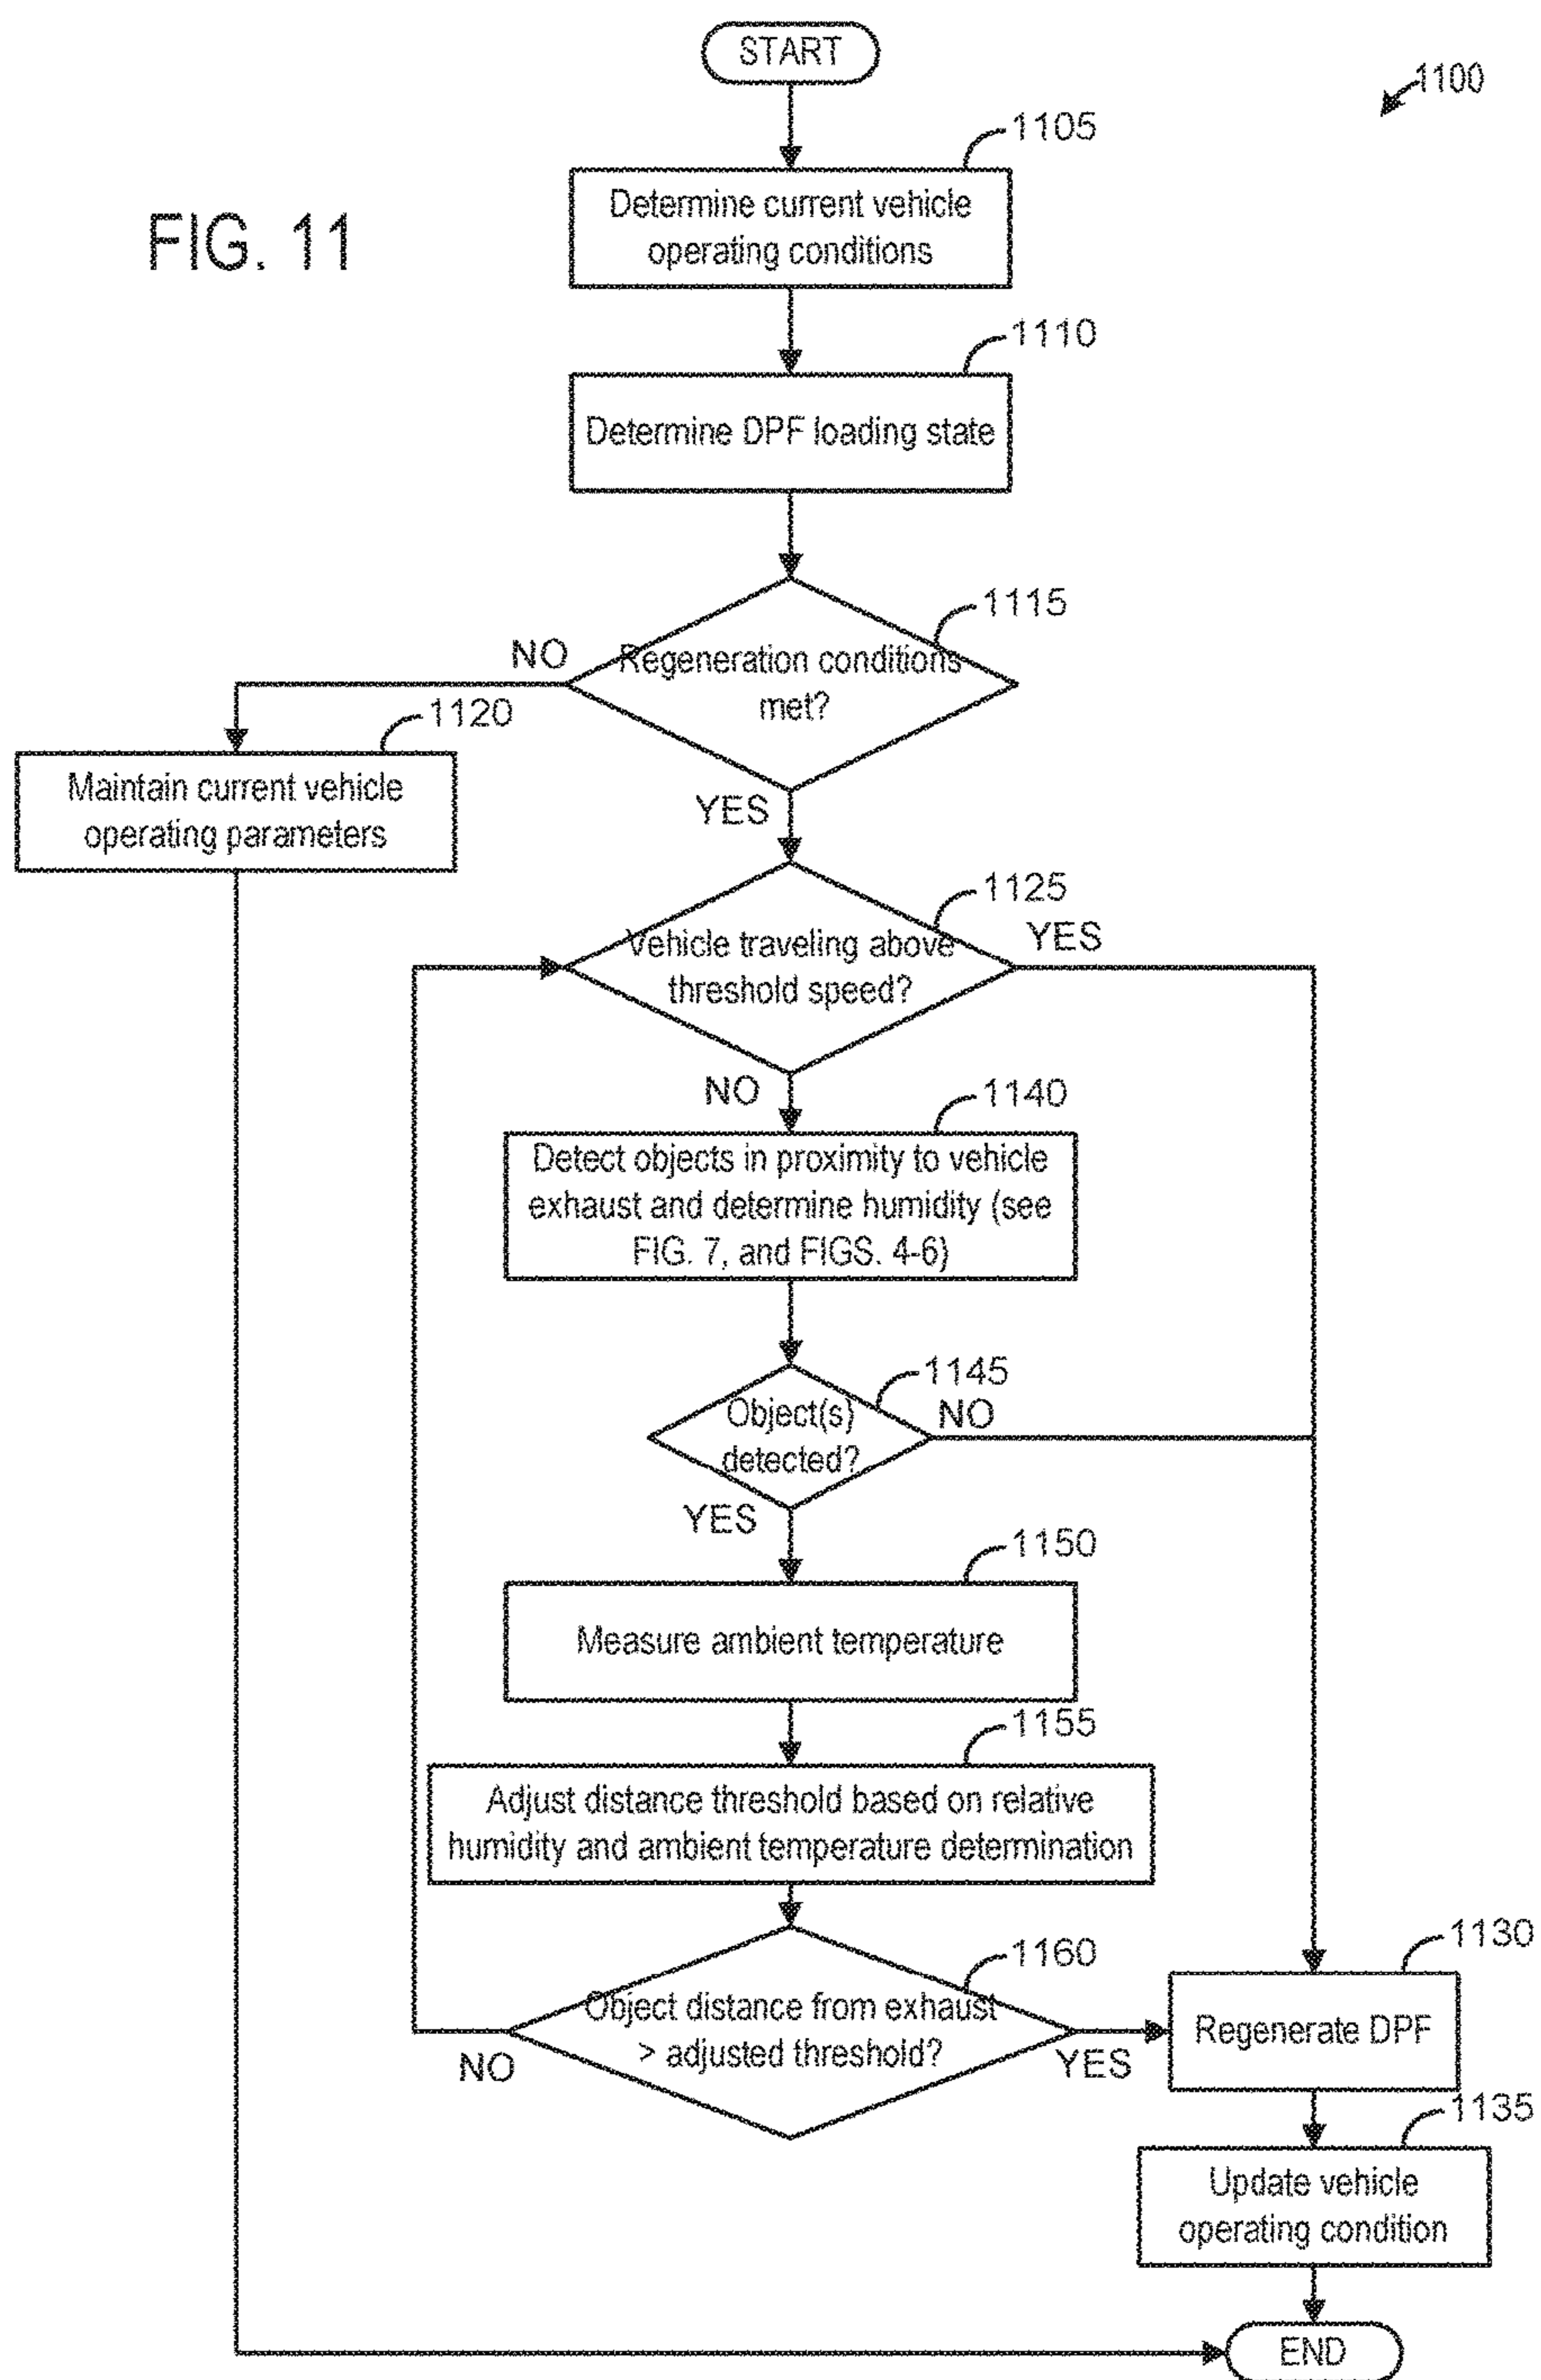 START
1100
1105
FIG. 11
Determine current vehicle
operating conditions
1110
Determine DPF loading state
1115
NO
Regeneration conditions
met?
1120
Maintain current vehicle
operating parameters
YES
1125
YES
Vehicle traveling above
threshold speed?
NO
1140
Detect objects in proximity to vehicle
exhaust and determine humidity (see
FIG. 7, and FIGS. 4-6)
1145
Object(s)
detected?
NO
YES
1150
Measure ambient temperature
1155
Adjust distance threshold based on relative
humidity and ambient temperature determination
1160
Object distance from exhaust
> adjusted threshold?
NO
YES
1130
Regenerate DPF
1135
Update vehicle
operating condition
END